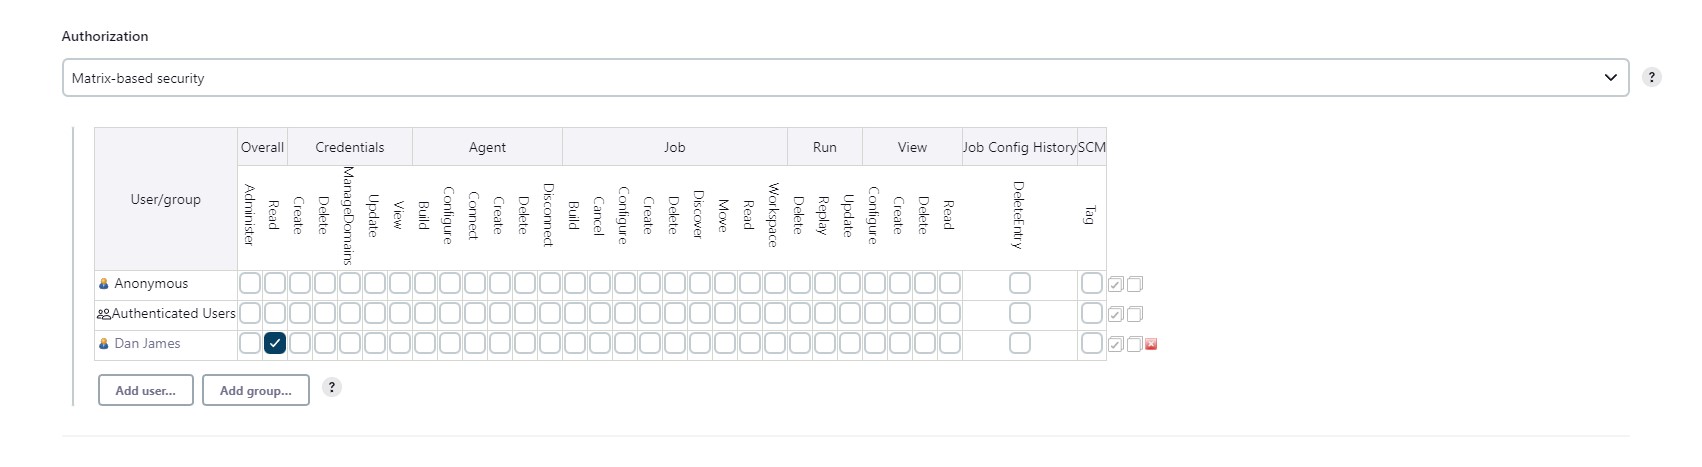 Authorization
Matrix-based security
?
User/group
Overall Credentials Agent Job Run View Job Config History SCM
Administer Read Create Delete ManageDomains Update View Build Configure Connect Create Delete Disconnect Build Cancel Configure Create Delete Discover Move Read Workspace Delete Replay Update Configure Create Delete Read DeleteEntry Tag
Anonymous
Authenticated Users
Dan James
Add user... Add group... ?